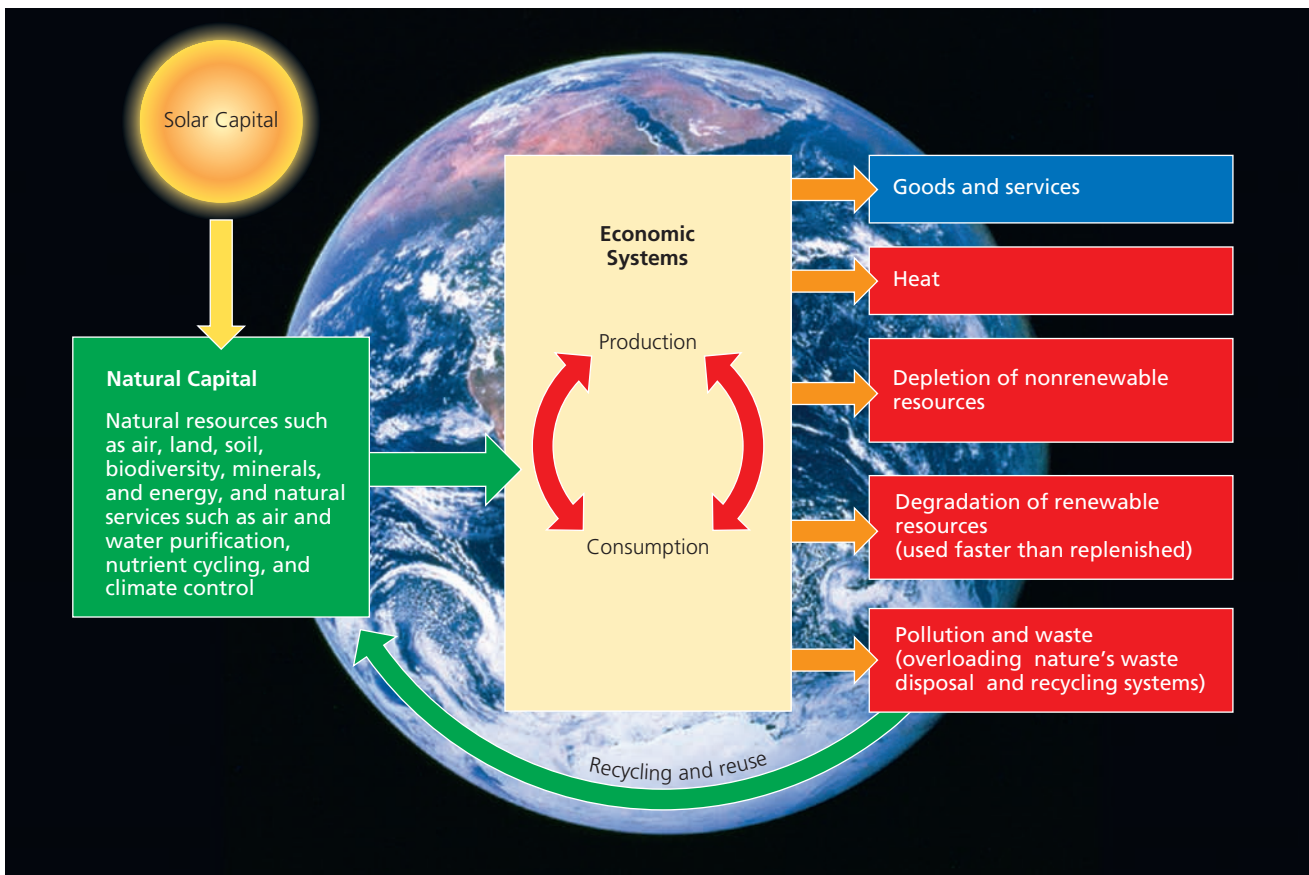 Solar Capital
Natural Capital
Natural resources such
as air, land, soil,
biodiversity, minerals,
and energy, and natural
services such as air and
water purification,
nutrient cycling, and
climate control
Economic
Systems
Production
Consumption
Goods and services
Heat
Depletion of nonrenewable
resources
Degradation of renewable
resources
(used faster than replenished)
Pollution and waste
(overloading nature's waste
disposal and recycling systems)
Recycling and reuse